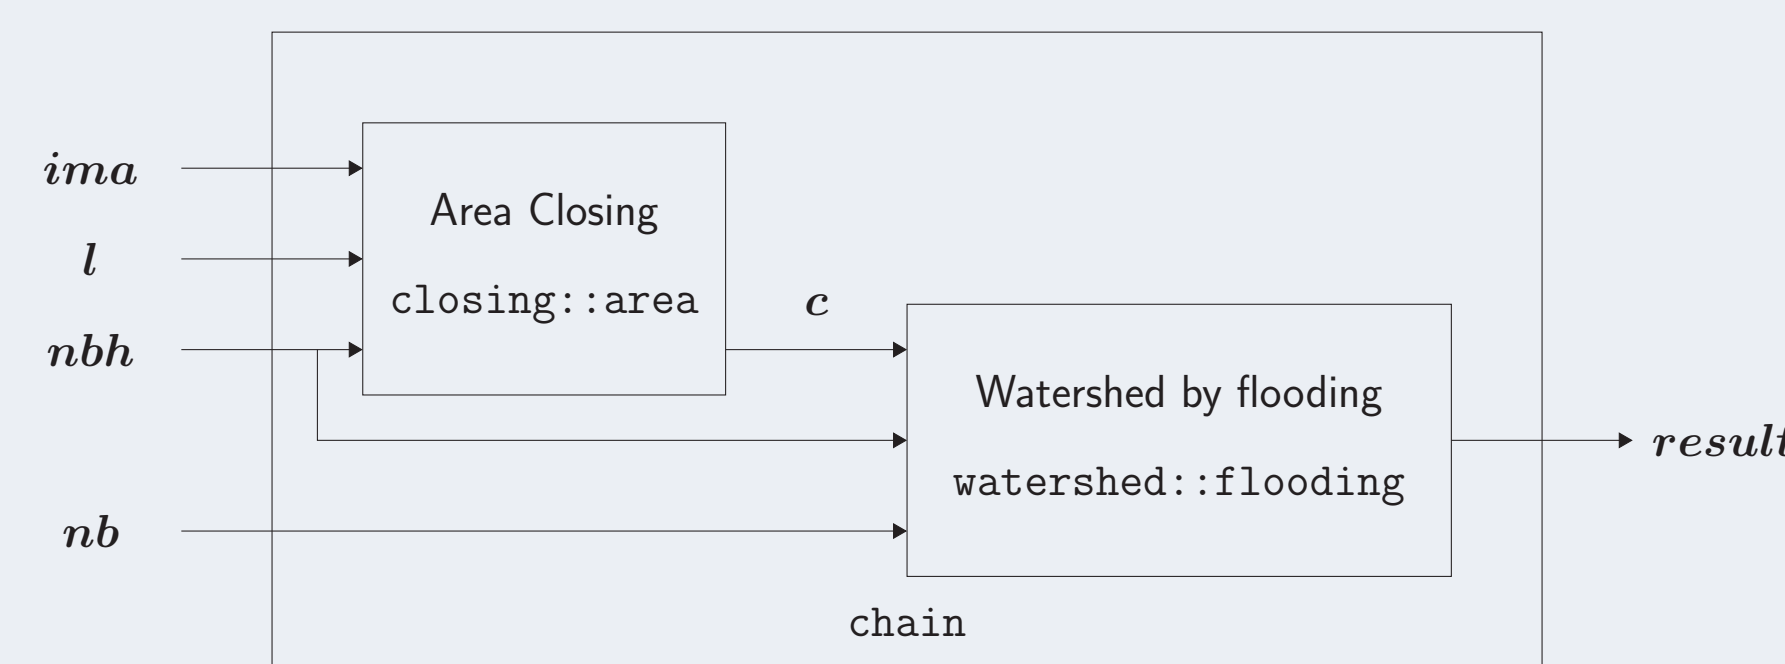 ima
l
nbh
nb
Area Closing
closing::area
c
Watershed by flooding
watershed::flooding
result
chain